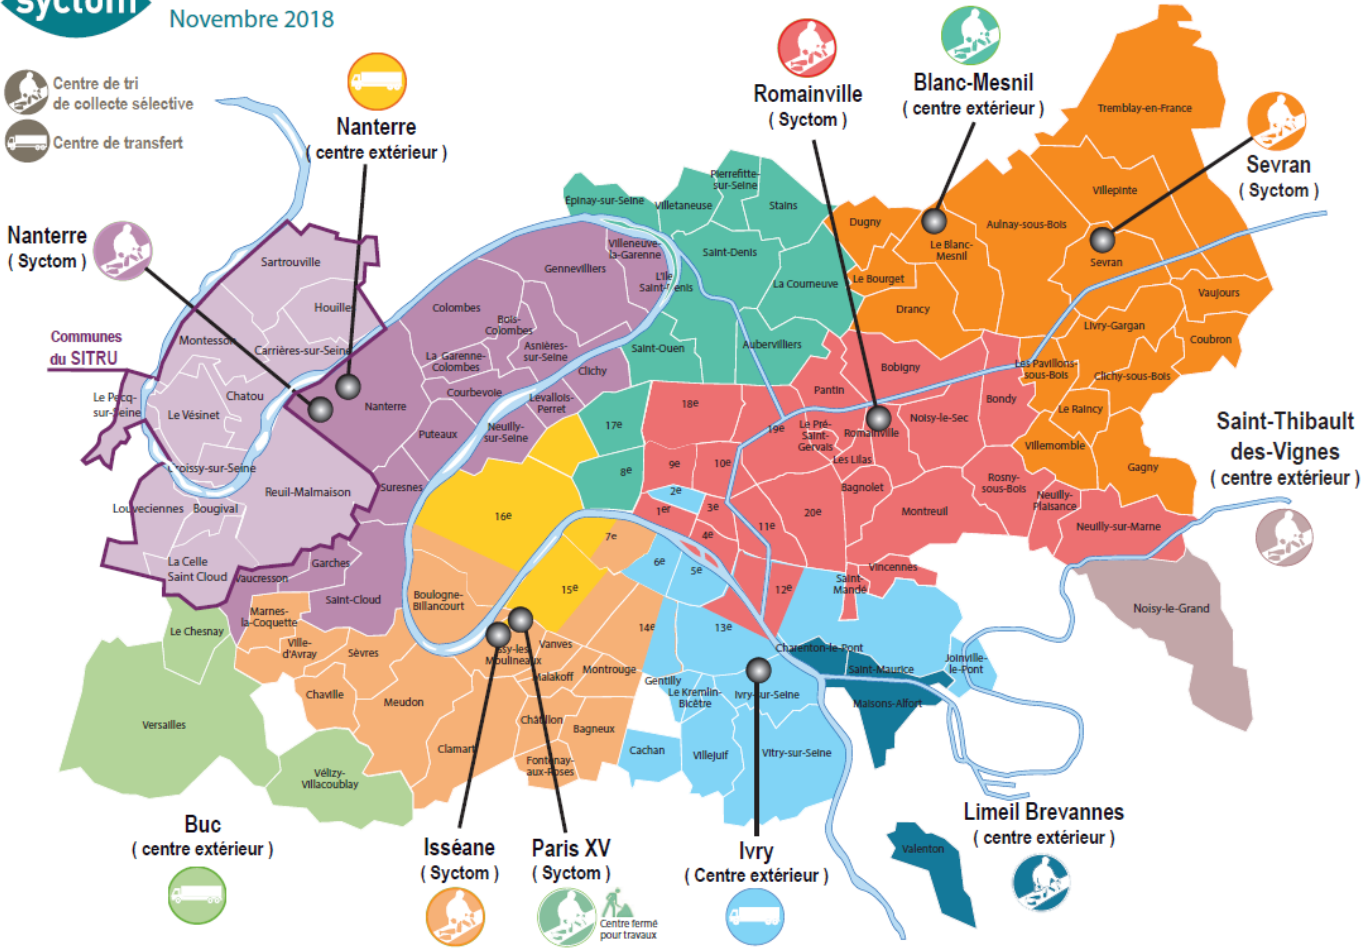 syctom
Novembre 2018
Centre de tri
de collecte sélective
Centre de transfert
Nanterre
( centre extérieur )
Romainville
( Syctom )
Blanc-Mesnil
( centre extérieur )
Sevran
( Syctom )
Nanterre
( Syctom )
Communes
du SITRU
Saint-Thibault
des-Vignes
( centre extérieur )
Tremblay-en-France
Villepinte
Aulnay-sous-Bois
Sevran
Dugny
Le Blanc-
Mesnil
Le Bourget
Drancy
Vaujours
Livry-Gargan
Coubron
Les Pavillons-
sous-Bois
Clichy-sous-Bois
Le Raincy
Villemomble
Gagny
Pierrefitte-
sur-Seine
Épinay-sur-Seine
Villetaneuse
Stains
Saint-Denis
La Courneuve
L'Ile
Saint-Denis
Saint-Ouen
Aubervilliers
17e
8e
Villeneuve-
la-Garenne
Gennevilliers
Colombes
Bois-
Colombes
Asnières-
sur-Seine
La Garenne-
Colombes
Clichy
Courbevoie
Levallois-
Perret
Nanterre
Puteaux
Neuilly-
sur-Seine
Suresnes
Garches
Vaucresson
Saint-Cloud
Sartrouville
Houilles
Montesson
Carrières-sur-Seine
Le Pecq-
sur-Seine
Le Vésinet
Chatou
Croissy-sur-Seine
Reuil-Malmaison
Louveciennes
Bougival
La Celle
Saint Cloud
Pantin
Bobigny
Bondy
Noisy-le-Sec
Le Pré-
Saint-
Gervais
Romainville
Les Lilas
Bagnolet
Rosny-
sous-Bois
Neuilly-
Plaisance
Montreuil
Neuilly-sur-Marne
Vincennes
Saint-
Mandé
18e
19e
9e
10e
2e
1er
3e
4e
11e
20e
12e
16e
15e
7e
6e
5e
14e
13e
Noisy-le-Grand
Le Chesnay
Versailles
Vélizy-
Villacoublay
Marnes-
la-Coquette
Ville-
d'Avray
Sèvres
Chaville
Meudon
Boulogne-
Billancourt
Issy-les
Moulineaux
Vanves
Malakoff
Montrouge
Châtillon
Clamart
Bagneux
Fontenay-
aux-Roses
Gentilly
Le Kremlin-
Bicêtre
Ivry-sur-Seine
Cachan
Villejuif
Vitry-sur-Seine
Charenton-le-Pont
Saint-Maurice
Joinville-
le-Pont
Maisons-Alfort
Valenton
Buc
( centre extérieur )
Isséane
( Syctom )
Paris XV
( Syctom )
Centre fermé
pour travaux
Ivry
( Centre extérieur )
Limeil Brevannes
( centre extérieur )